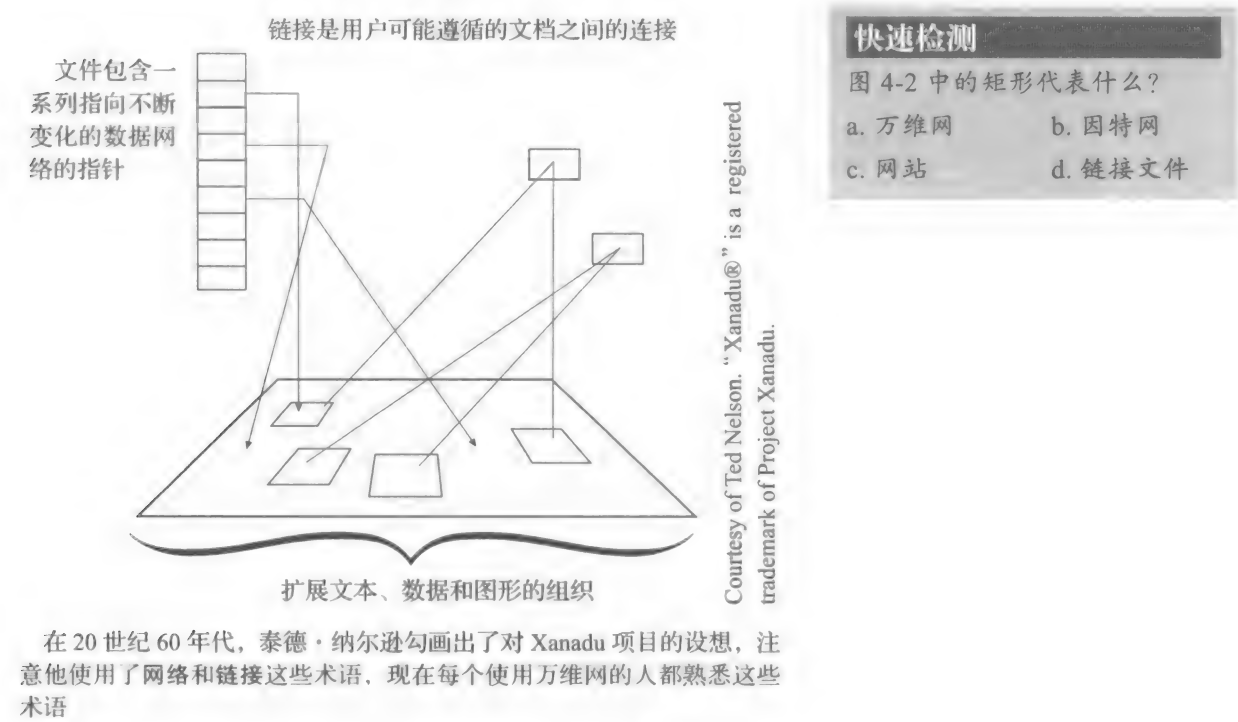 链接是用户可能遵循的文档之间的连接
文件包含一
系列指向不断
变化的数据网
络的指针
Courtesy of Ted Nelson. “Xanadu®” is a registered
trademark of Project Xanadu.
扩展文本、数据和图形的组织
在 20 世纪 60 年代，泰德·纳尔逊勾画出了对 Xanadu 项目的设想，注
意他使用了网络和链接这些术语，现在每个使用万维网的人都熟悉这些
术语
快速检测
图 4-2 中的矩形代表什么？
a. 万维网 b. 因特网
c. 网站 d. 链接文件